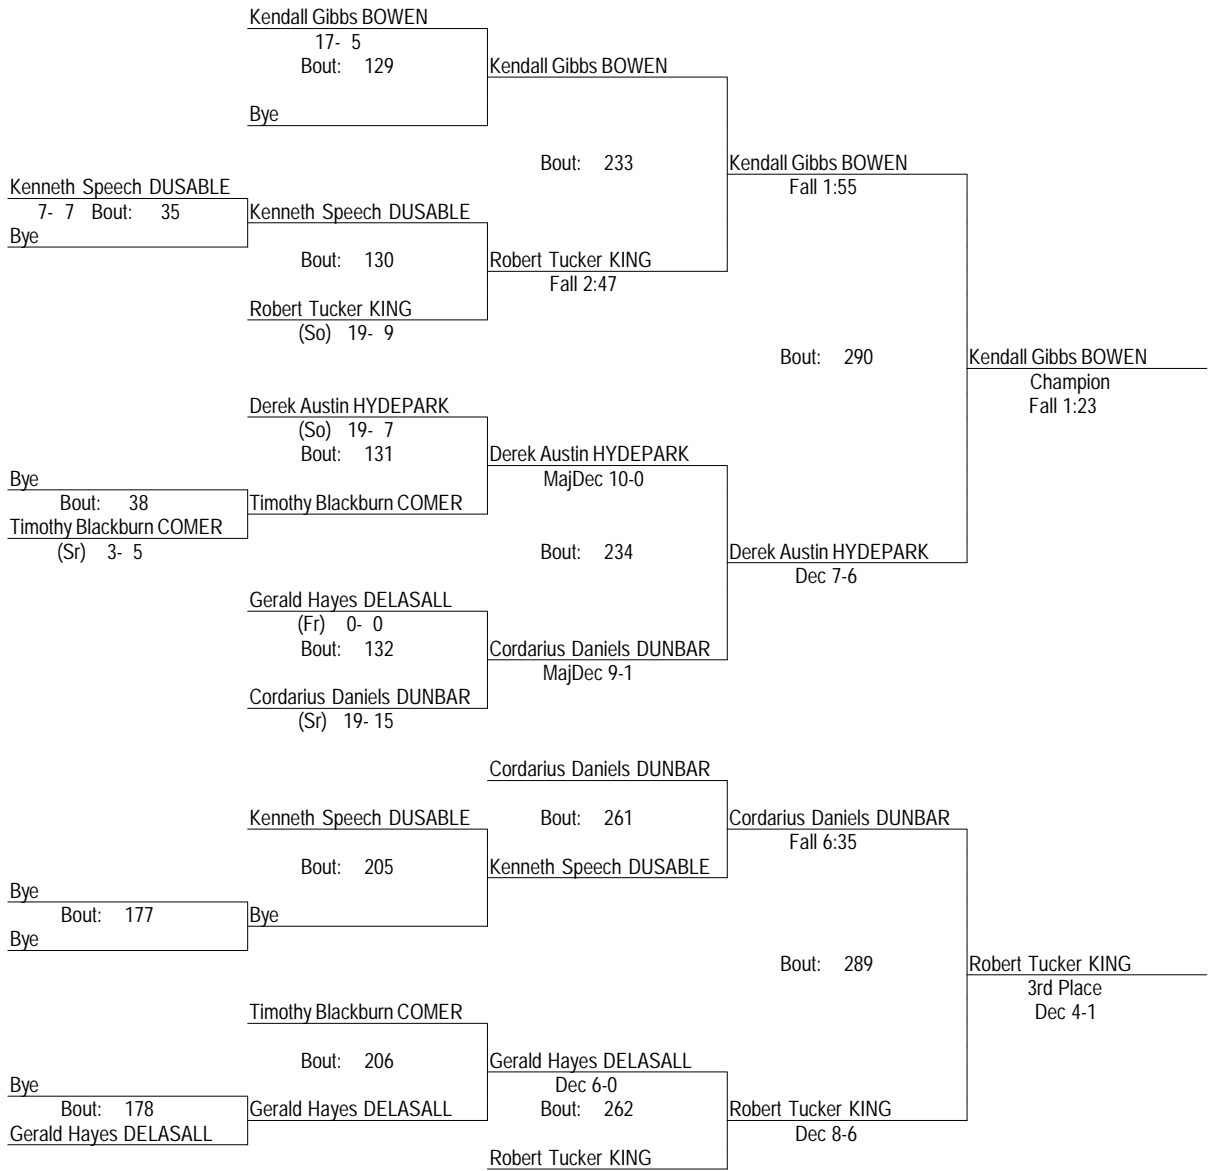 Kendall Gibbs BOWEN
17- 5
Bout: 129
Kendall Gibbs BOWEN
Bye
Bout: 233
Kendall Gibbs BOWEN
Fall 1:55
Kenneth Speech DUSABLE
7- 7 Bout: 35
Kenneth Speech DUSABLE
Bye
Bout: 130
Robert Tucker KING
Fall 2:47
Robert Tucker KING
(So) 19- 9
Bout: 290
Kendall Gibbs BOWEN
Champion
Fall 1:23
Derek Austin HYDEPARK
(So) 19- 7
Bout: 131
Derek Austin HYDEPARK
MajDec 10-0
Bye
Bout: 38
Timothy Blackburn COMER
Timothy Blackburn COMER
(Sr) 3- 5
Bout: 234
Derek Austin HYDEPARK
Dec 7-6
Gerald Hayes DELASALL
(Fr) 0- 0
Bout: 132
Cordarius Daniels DUNBAR
MajDec 9-1
Cordarius Daniels DUNBAR
(Sr) 19- 15
Cordarius Daniels DUNBAR
Kenneth Speech DUSABLE
Bout: 261
Cordarius Daniels DUNBAR
Fall 6:35
Bout: 205
Kenneth Speech DUSABLE
Bye
Bout: 177
Bye
Bye
Bout: 289
Robert Tucker KING
3rd Place
Dec 4-1
Timothy Blackburn COMER
Bout: 206
Gerald Hayes DELASALL
Dec 6-0
Bye
Bout: 178
Gerald Hayes DELASALL
Bout: 262
Robert Tucker KING
Dec 8-6
Gerald Hayes DELASALL
Robert Tucker KING